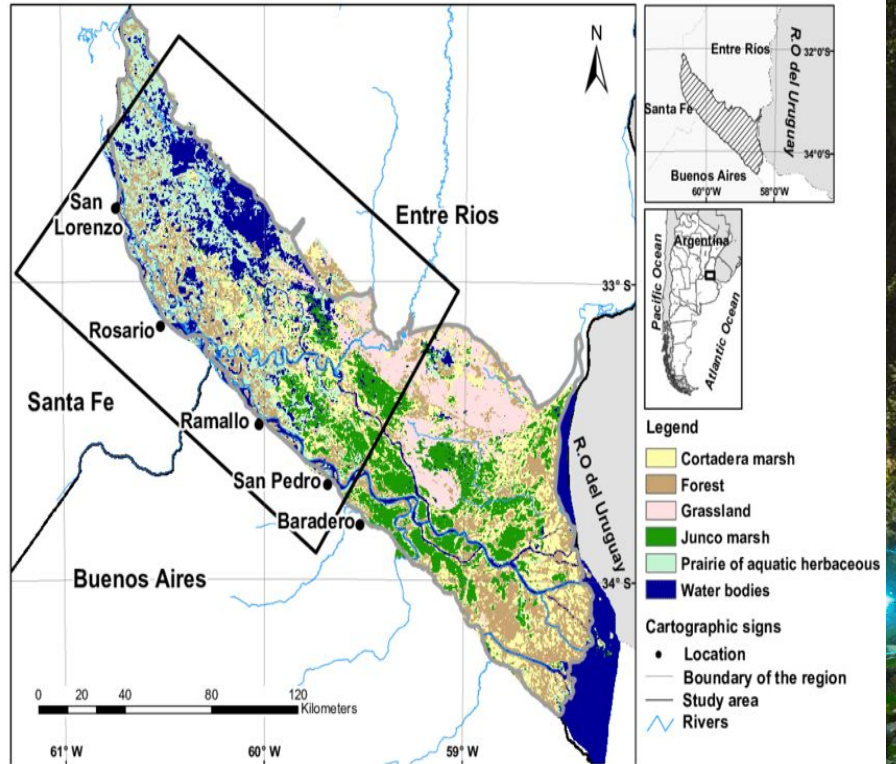 N
San
Lorenzo
Entre Rios
33° S
Rosario
Santa Fe
Ramallo
San Pedro
Baradero
R.O del Uruguay
Buenos Aires
34° S
0 20 40 80 120
Kilometers
61° W 60° W 59° W
Entre Ríos
32°0'S
Santa Fe
R.O del Uruguay
34°0'S
Buenos Aires
60°0'W 58°0'W
Argentina
Pacific Ocean
Atlantic Ocean
Legend
Cortadera marsh
Forest
Grassland
Junco marsh
Prairie of aquatic herbaceous
Water bodies
Cartographic signs
Location
Boundary of the region
Study area
Rivers